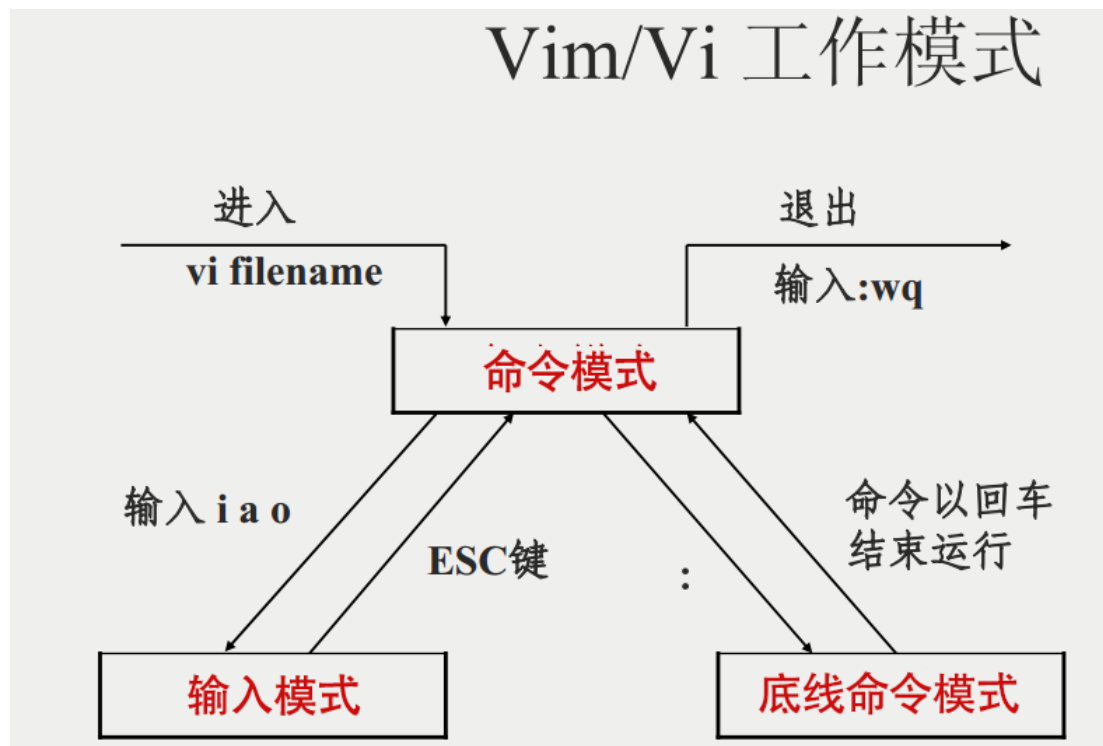 Vim/Vi 工作模式
进入
vi filename
退出
输入:wq
命令模式
输入 i a o
ESC键
:
命令以回车
结束运行
输入模式
底线命令模式